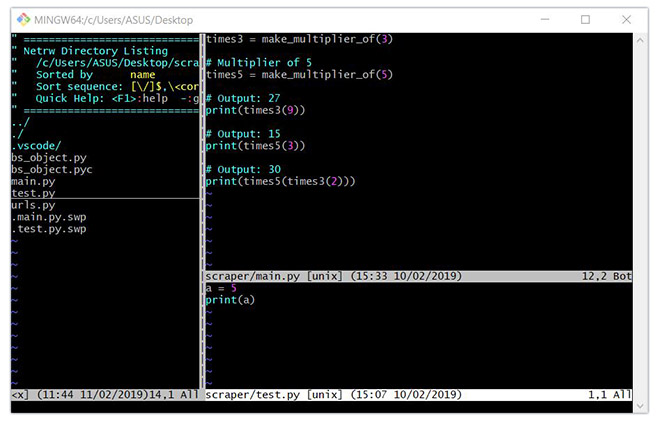 MINGW64:/c/Users/ASUS/Desktop
" ============================
" Netrw Directory Listing
"   /c/Users/ASUS/Desktop/scra
"   Sorted by      name
"   Sort sequence: [\/]$,\<cor
"   Quick Help: <F1>:help  -:g
" ============================
../
./
.vscode/
bs_object.py
bs_object.pyc
main.py
test.py
urls.py
.main.py.swp
.test.py.swp
~
~
~
~
~
~
~
~
~
~
~
~
<x] (11:44 11/02/2019)14,1 All
times3 = make_multiplier_of(3)
# Multiplier of 5
times5 = make_multiplier_of(5)
# Output: 27
print(times3(9))
# Output: 15
print(times5(3))
# Output: 30
print(times5(times3(2)))
~
~
~
~
~
~
~
scraper/main.py [unix] (15:33 10/02/2019) 12,2 Bot
a = 5
print(a)
~
~
~
~
~
~
~
scraper/test.py [unix] (15:07 10/02/2019) 1,1 All